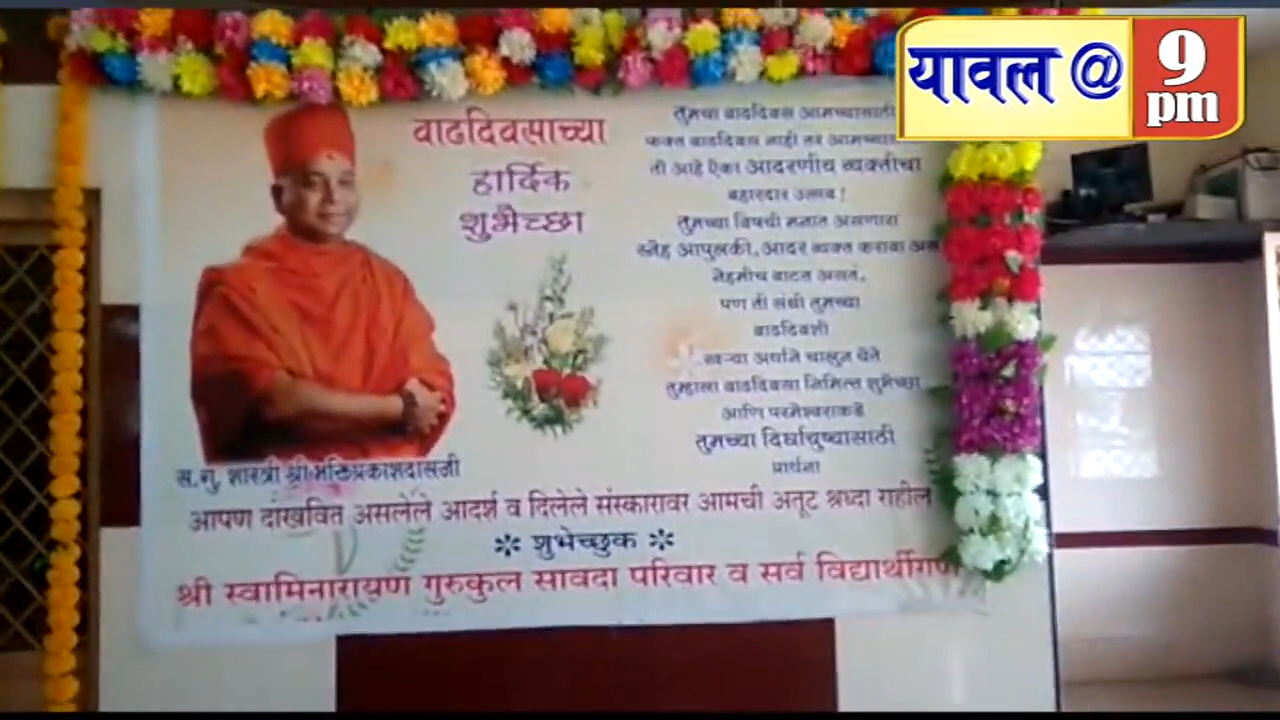 यावल @ 9 pm
वाढदिवसाच्या
हार्दिक
शुभेच्छा
तुमचा वाढदिवस आमच्यासाठी
फक्त वाढदिवस नाही तर
ती आहे ऐका आदरणीय व्यक्तीचा
बहारदार उत्सव !
तुमच्या विषयी मनात असणारा
स्नेह आपुलकी, आदर व्यक्त करावा अस
नेहमीच वाटत असतं,
पण ती संधी तुमच्या
वाढदिवशी
खऱ्या अर्थाने चालून येते
तुम्हाला वाढदिवसा निमित्त शुभेच्छा
आणि परमेश्वराकडे
तुमच्या दिर्घायुष्यासाठी
प्रार्थना
स.गु. शास्त्री श्री भक्तिप्रकाशदासजी
आपण दाखवित असलेले आदर्श व दिलेले संस्कारावर आमची अतूट श्रध्दा राहील
* शुभेच्छुक *
श्री स्वामिनारायण गुरुकुल सावदा परिवार व सर्व विद्यार्थीगण